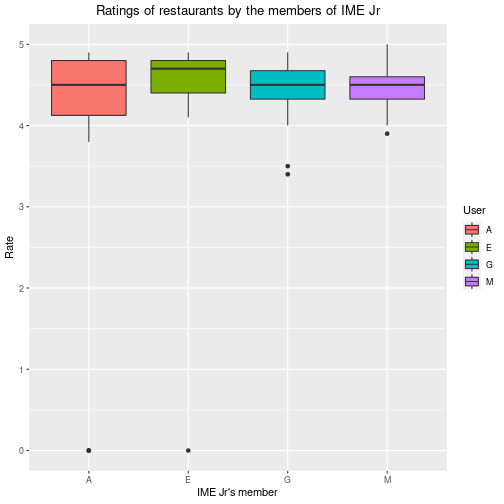 Ratings of restaurants by the members of IME Jr
5
4
3
2
1
0
Rate
A E G M
IME Jr's member
User
A
E
G
M